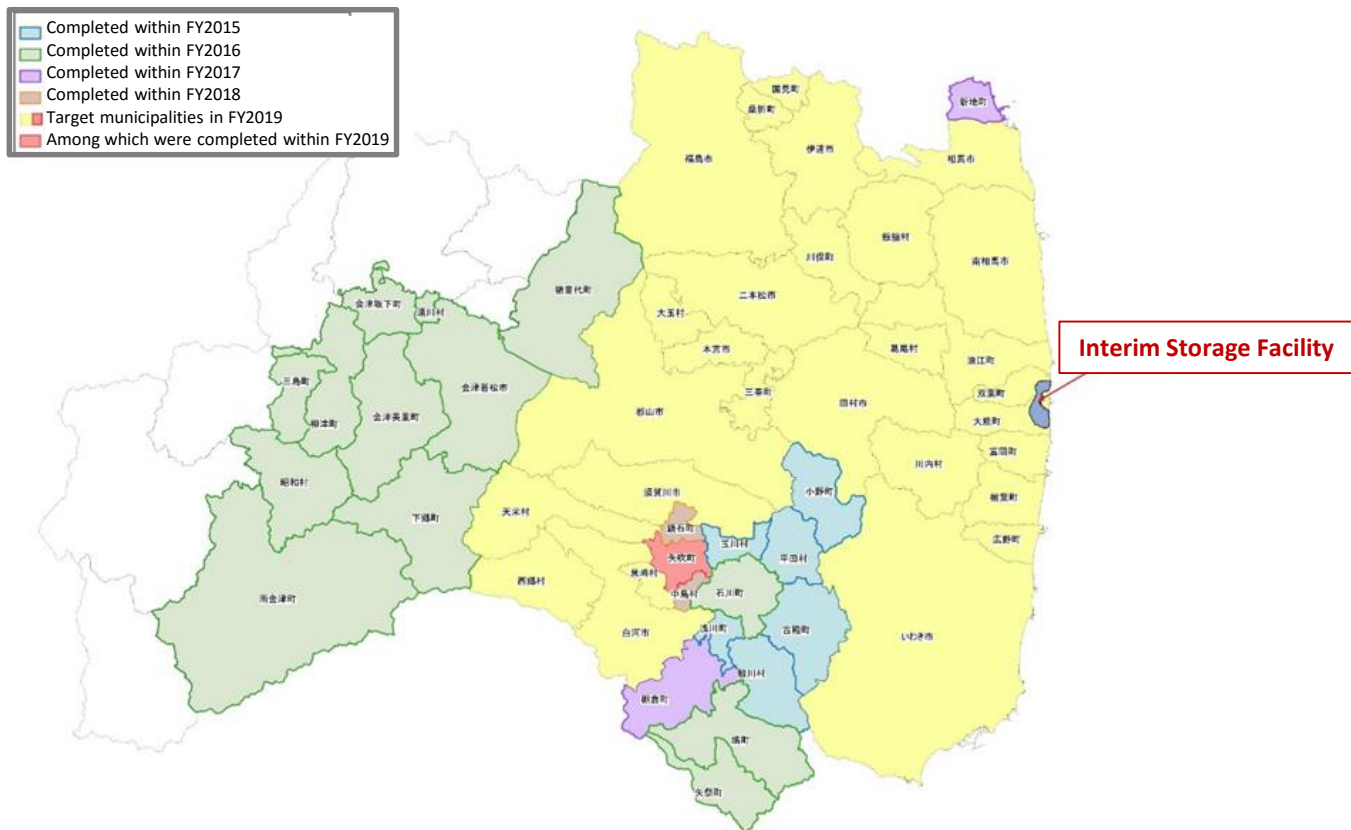 Completed within FY2015
Completed within FY2016
Completed within FY2017
Completed within FY2018
Target municipalities in FY2019
Among which were completed within FY2019
国見町
桑折町
新地町
福島市
伊達市
相馬市
飯舘村
川俣町
南相馬市
猪苗代町
二本松市
大玉村
会津坂下町
湯川村
本宮市
葛尾村
浪江町
Interim Storage Facility
三島町
会津若松市
三春町
田村市
双葉町
柳津町
会津美里町
郡山市
大熊町
富岡町
川内村
昭和村
小野町
須賀川市
楢葉町
天栄村
下郷町
鏡石町
広野町
玉川村
矢吹町
平田村
泉崎村
西郷村
中島村
石川町
南会津町
浅川町
古殿町
白河市
いわき市
鮫川村
棚倉町
塙町
矢祭町